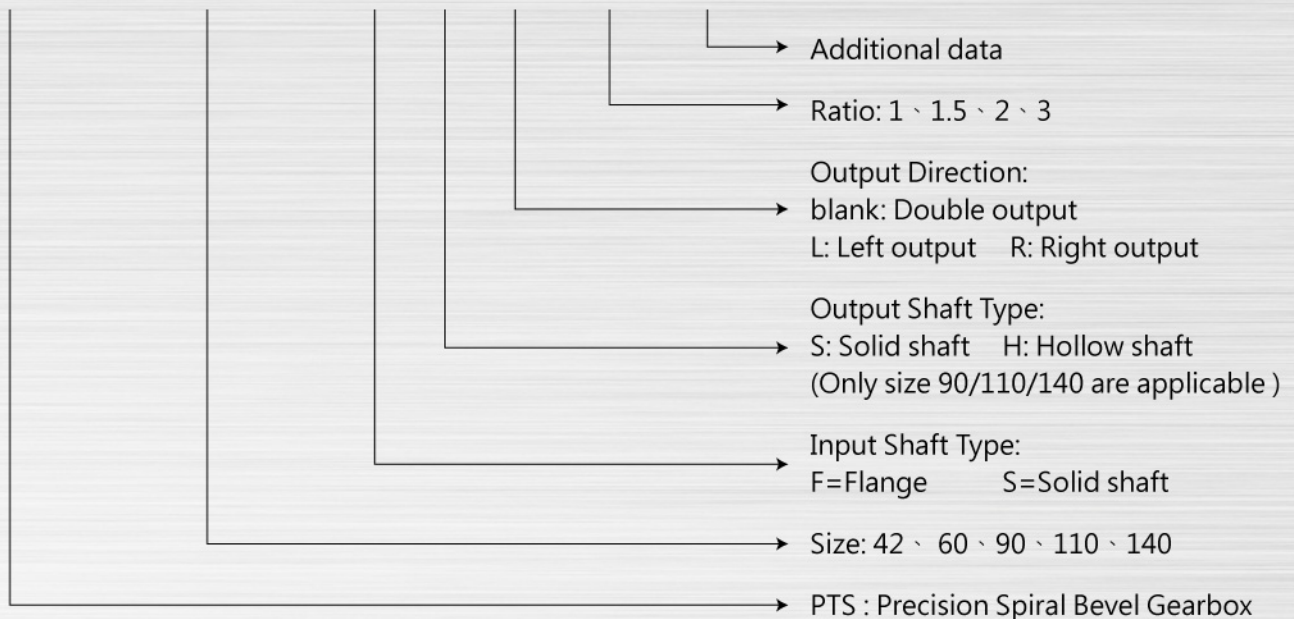 Additional data
Ratio: 1、1.5、2、3
Output Direction:
blank: Double output
L: Left output R: Right output
Output Shaft Type:
S: Solid shaft H: Hollow shaft
(Only size 90/110/140 are applicable )
Input Shaft Type:
F=Flange S=Solid shaft
Size: 42、 60、90、110、140
PTS : Precision Spiral Bevel Gearbox